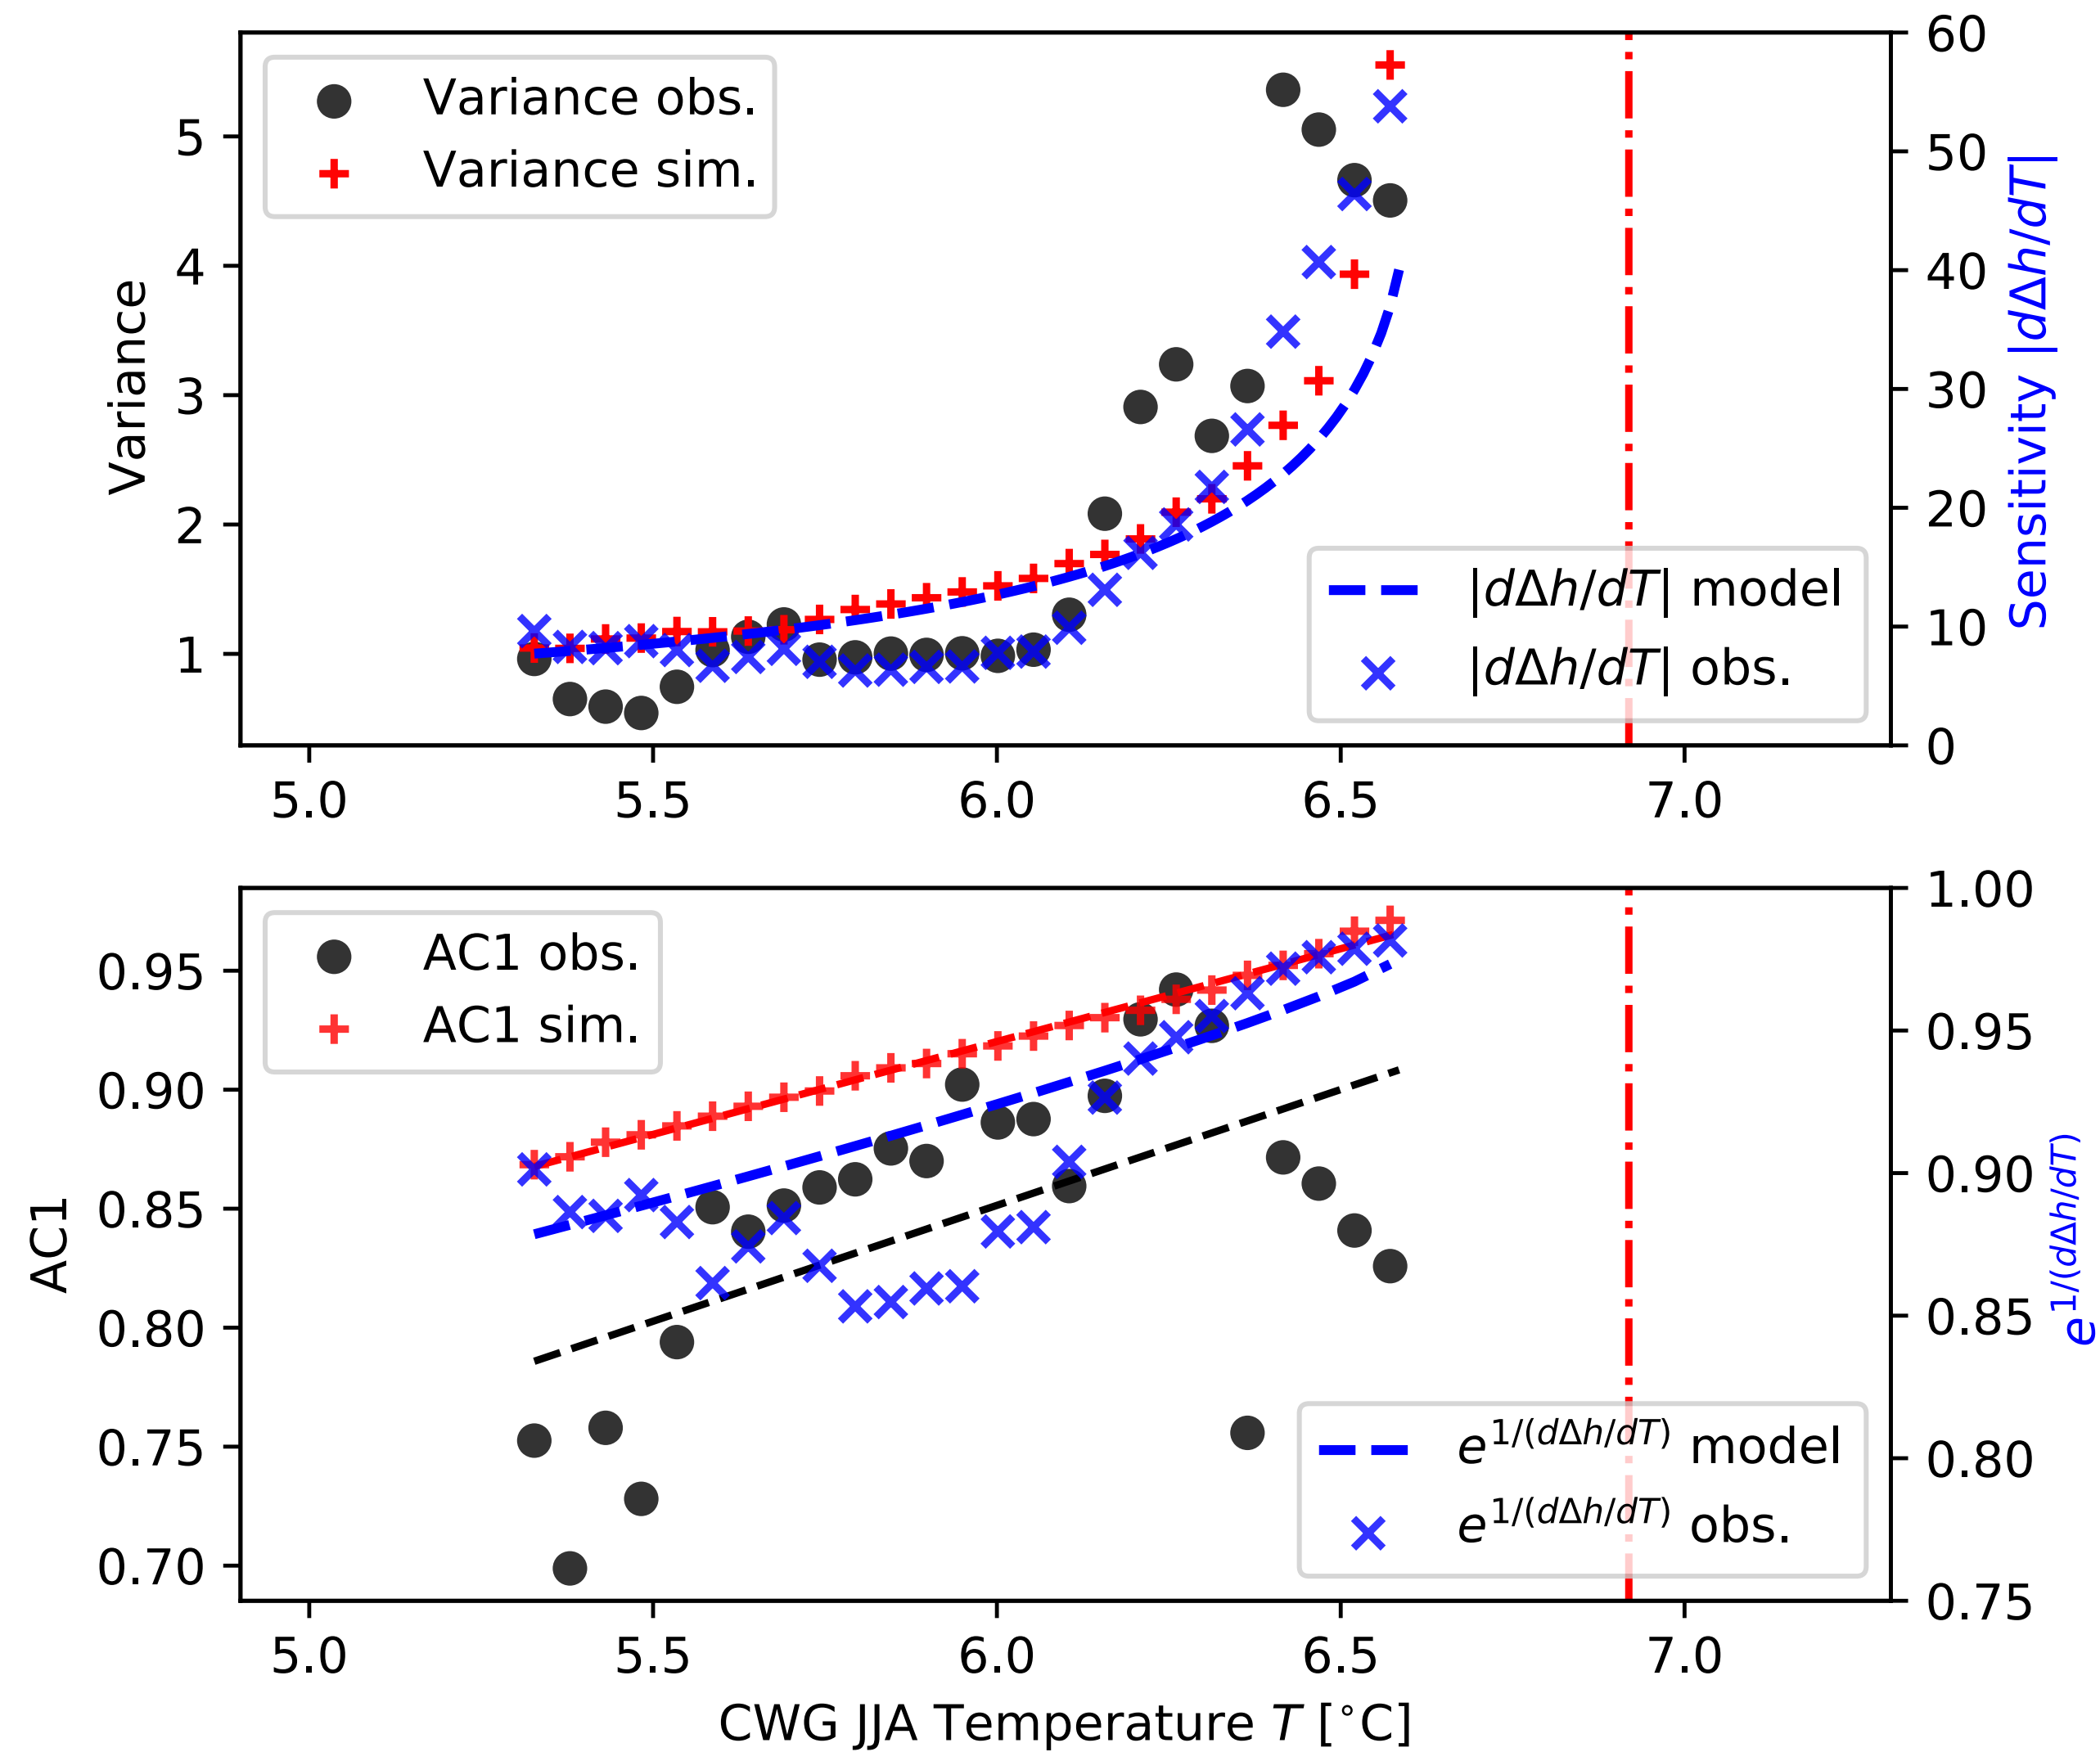 Variance obs.
Variance sim.
5
4
3
2
1
Variance
60
50
40
30
20
10
0
Sensitivity |dΔh/dT|
|dΔh/dT| model
|dΔh/dT| obs.
5.0 5.5 6.0 6.5 7.0
AC1 obs.
AC1 sim.
0.95
0.90
0.85
0.80
0.75
0.70
AC1
1.00
0.95
0.90
0.85
0.80
0.75
e^1/(dΔh/dT)
e^1/(dΔh/dT) model
e^1/(dΔh/dT) obs.
5.0 5.5 6.0 6.5 7.0
CWG JJA Temperature T [°C]